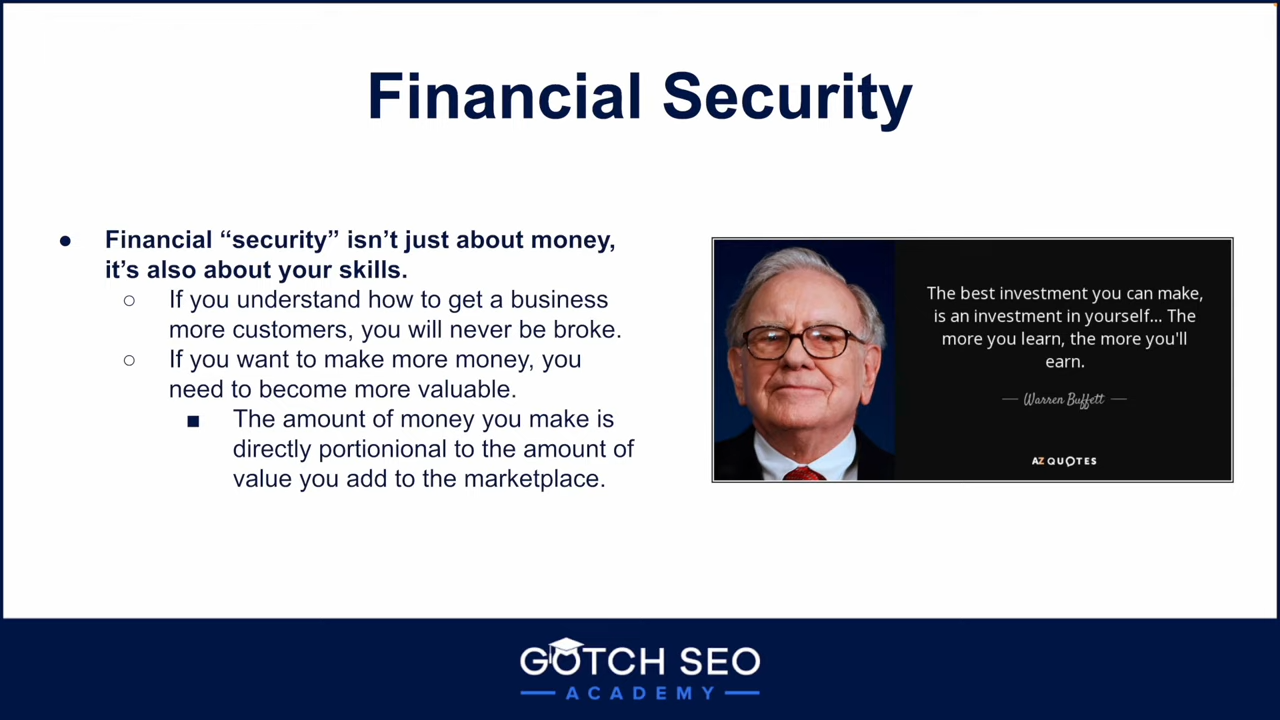 Financial Security
● Financial “security” isn’t just about money,
it’s also about your skills.
○ If you understand how to get a business
more customers, you will never be broke.
○ If you want to make more money, you
need to become more valuable.
■ The amount of money you make is
directly portionional to the amount of
value you add to the marketplace.
The best investment you can make,
is an investment in yourself... The
more you learn, the more you'll
earn.
Warren Buffett
AZ QUOTES
GOTCH SEO
ACADEMY